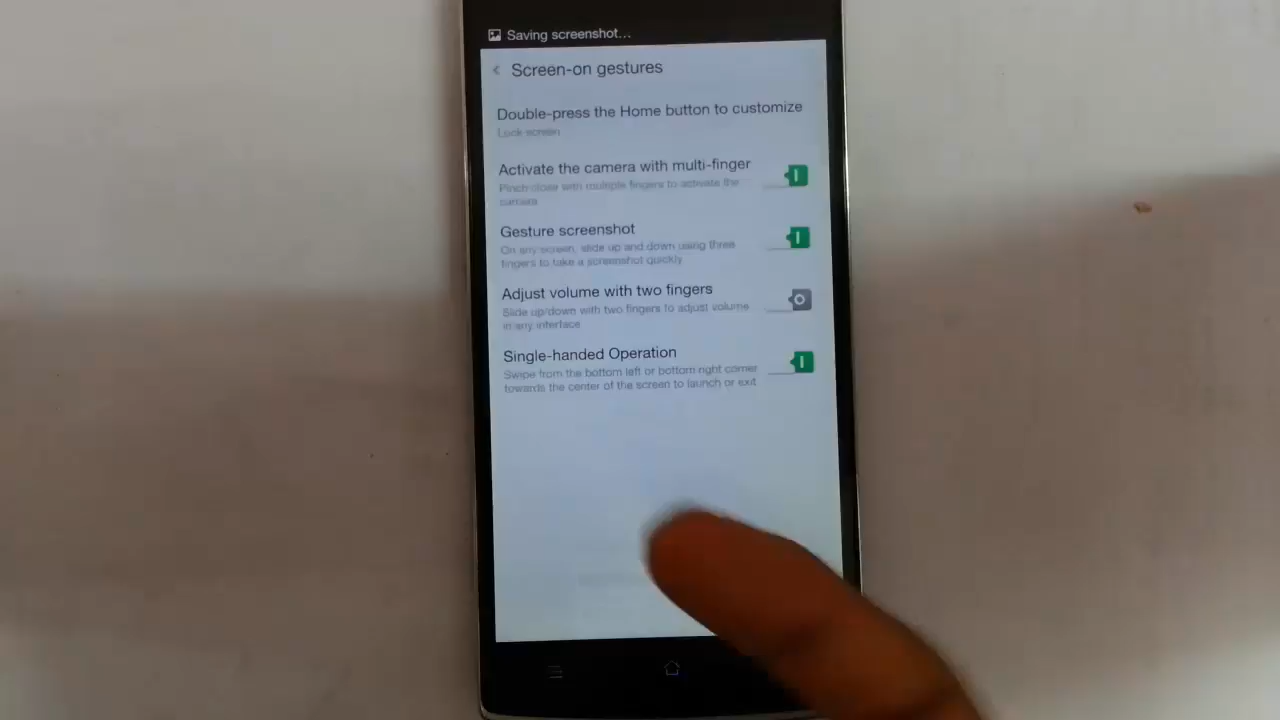 Saving screenshot...
Screen-on gestures
Double-press the Home button to customize
Lock screen
Activate the camera with multi-finger
Pinch close with multiple fingers to activate the
camera
Gesture screenshot
On any screen, slide up and down using three
fingers to take a screenshot quickly
Adjust volume with two fingers
Slide up/down with two fingers to adjust volume
in any interface
Single-handed Operation
Swipe from the bottom left or bottom right corner
towards the center of the screen to launch or exit